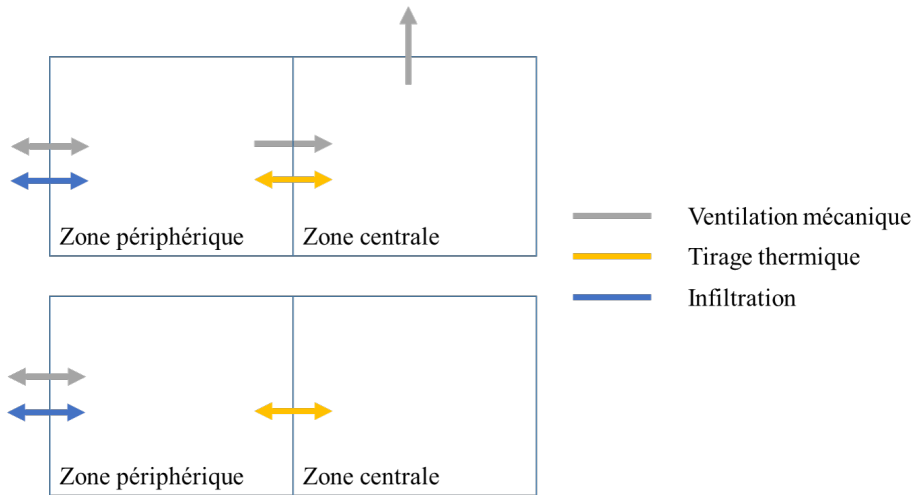 Zone périphérique
Zone centrale
Ventilation mécanique
Tirage thermique
Infiltration
Zone périphérique
Zone centrale